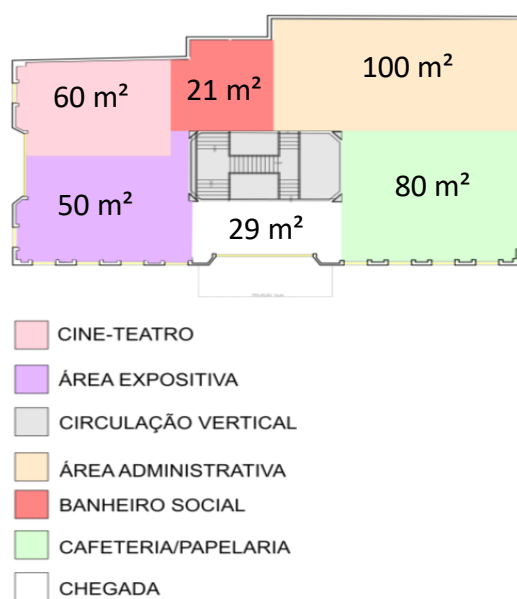 100 m²
60 m²
21 m²
80 m²
50 m²
29 m²
CINE-TEATRO
ÁREA EXPOSITIVA
CIRCULAÇÃO VERTICAL
ÁREA ADMINISTRATIVA
BANHEIRO SOCIAL
CAFETERIA/PAPELARIA
CHEGADA